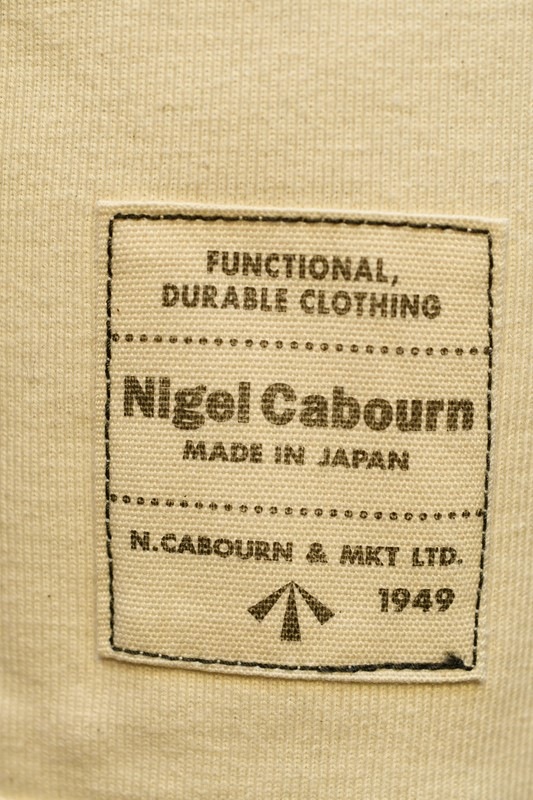 FUNCTIONAL,
DURABLE CLOTHING
Nigel Cabourn
MADE IN JAPAN
N.CABOURN & MKT LTD.
1949